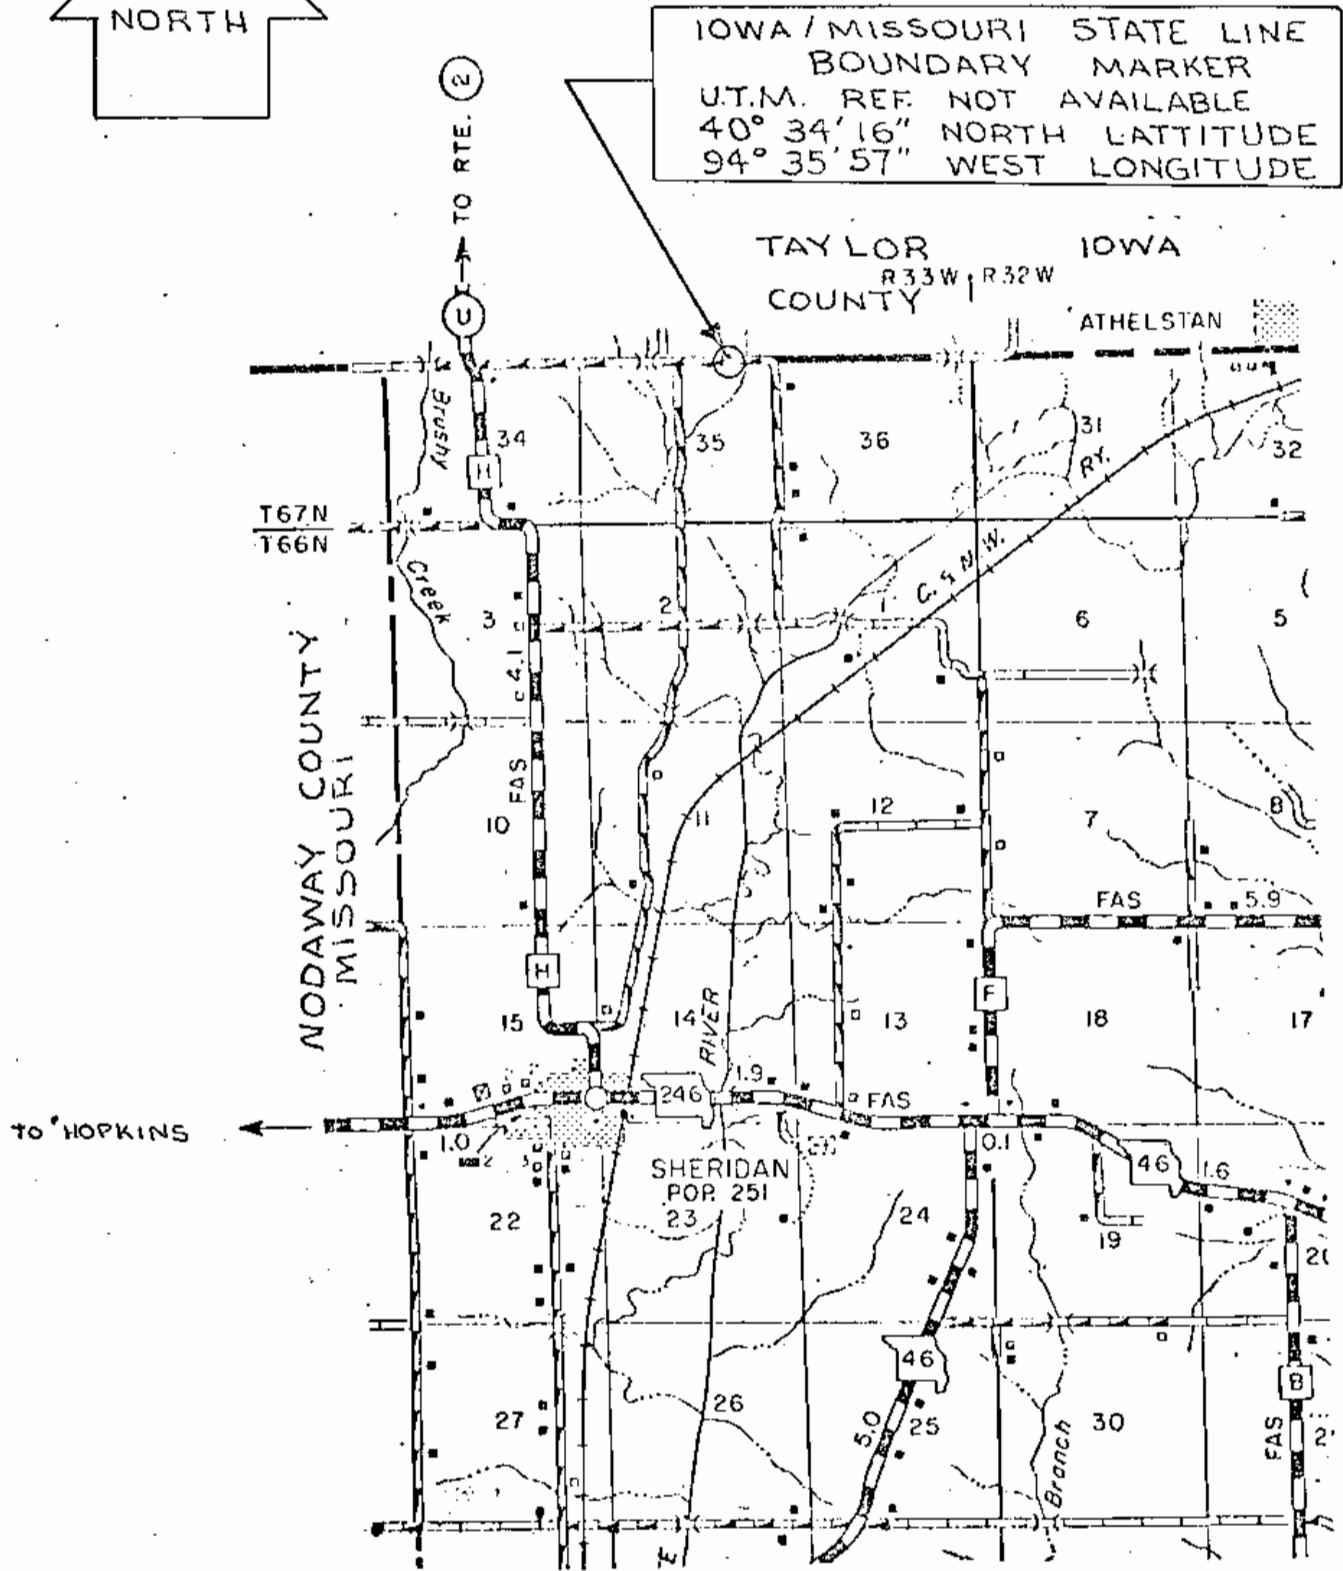 NORTH
IOWA / MISSOURI STATE LINE
BOUNDARY MARKER
U.T.M. REF. NOT AVAILABLE
40° 34' 16" NORTH LATTITUDE
94° 35' 57" WEST LONGITUDE
TO RTE. 2
TAYLOR IOWA
R33W R32W
COUNTY
U
ATHELSTAN
Brushy
34
35
36
31
32
H
RY.
T67N
T66N
C. & N.W.
Creek
3
2
1
6
5
4.1
NODAWAY COUNTY
MISSOURI
FAS
10
11
12
7
8
FAS 5.9
H
F
15
14
RIVER
13
18
17
1.9
246
FAS
TO HOPKINS
1.0
0.1
46
1.6
SHERIDAN
POP. 251
22
23
24
19
46
B
27
26
5.0
25
30
FAS
Branch